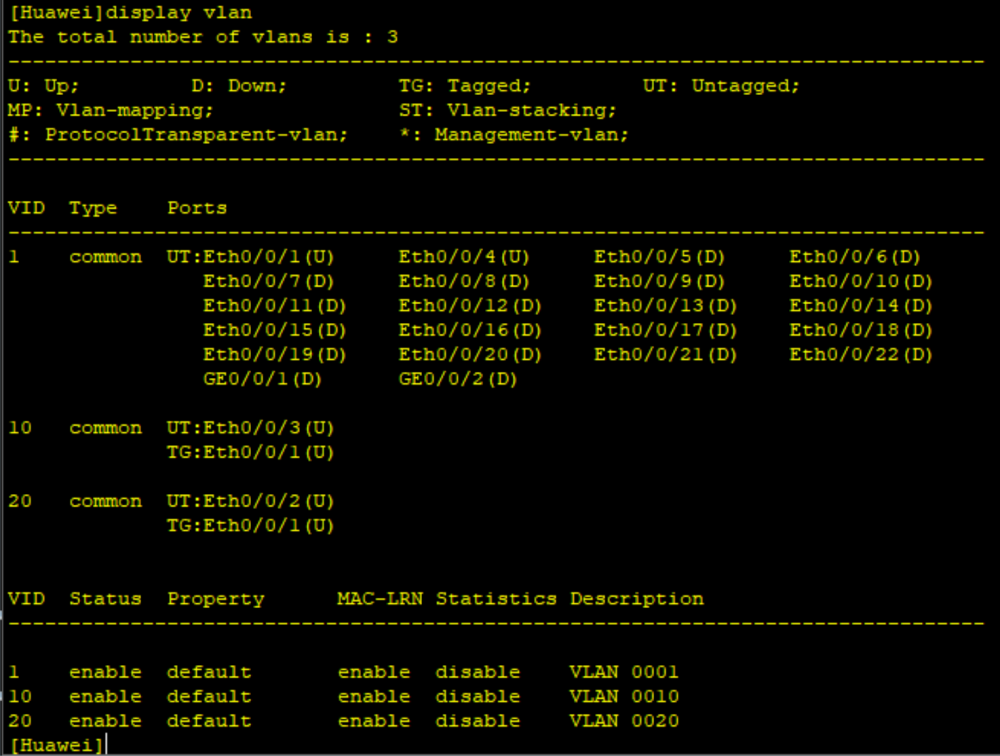 [Huawei]display vlan
The total number of vlans is : 3
--------------------------------------------------------------------------------
U: Up;         D: Down;         TG: Tagged;         UT: Untagged;
MP: Vlan-mapping;               ST: Vlan-stacking;
#: ProtocolTransparent-vlan;    *: Management-vlan;
--------------------------------------------------------------------------------
VID  Type    Ports
--------------------------------------------------------------------------------
1    common  UT:Eth0/0/1(U)     Eth0/0/4(U)     Eth0/0/5(D)     Eth0/0/6(D)
                Eth0/0/7(D)     Eth0/0/8(D)     Eth0/0/9(D)     Eth0/0/10(D)
                Eth0/0/11(D)    Eth0/0/12(D)    Eth0/0/13(D)    Eth0/0/14(D)
                Eth0/0/15(D)    Eth0/0/16(D)    Eth0/0/17(D)    Eth0/0/18(D)
                Eth0/0/19(D)    Eth0/0/20(D)    Eth0/0/21(D)    Eth0/0/22(D)
                GE0/0/1(D)      GE0/0/2(D)
10   common  UT:Eth0/0/3(U)
             TG:Eth0/0/1(U)
20   common  UT:Eth0/0/2(U)
             TG:Eth0/0/1(U)
VID  Status  Property      MAC-LRN Statistics Description
--------------------------------------------------------------------------------
1    enable  default       enable  disable    VLAN 0001
10   enable  default       enable  disable    VLAN 0010
20   enable  default       enable  disable    VLAN 0020
[Huawei]